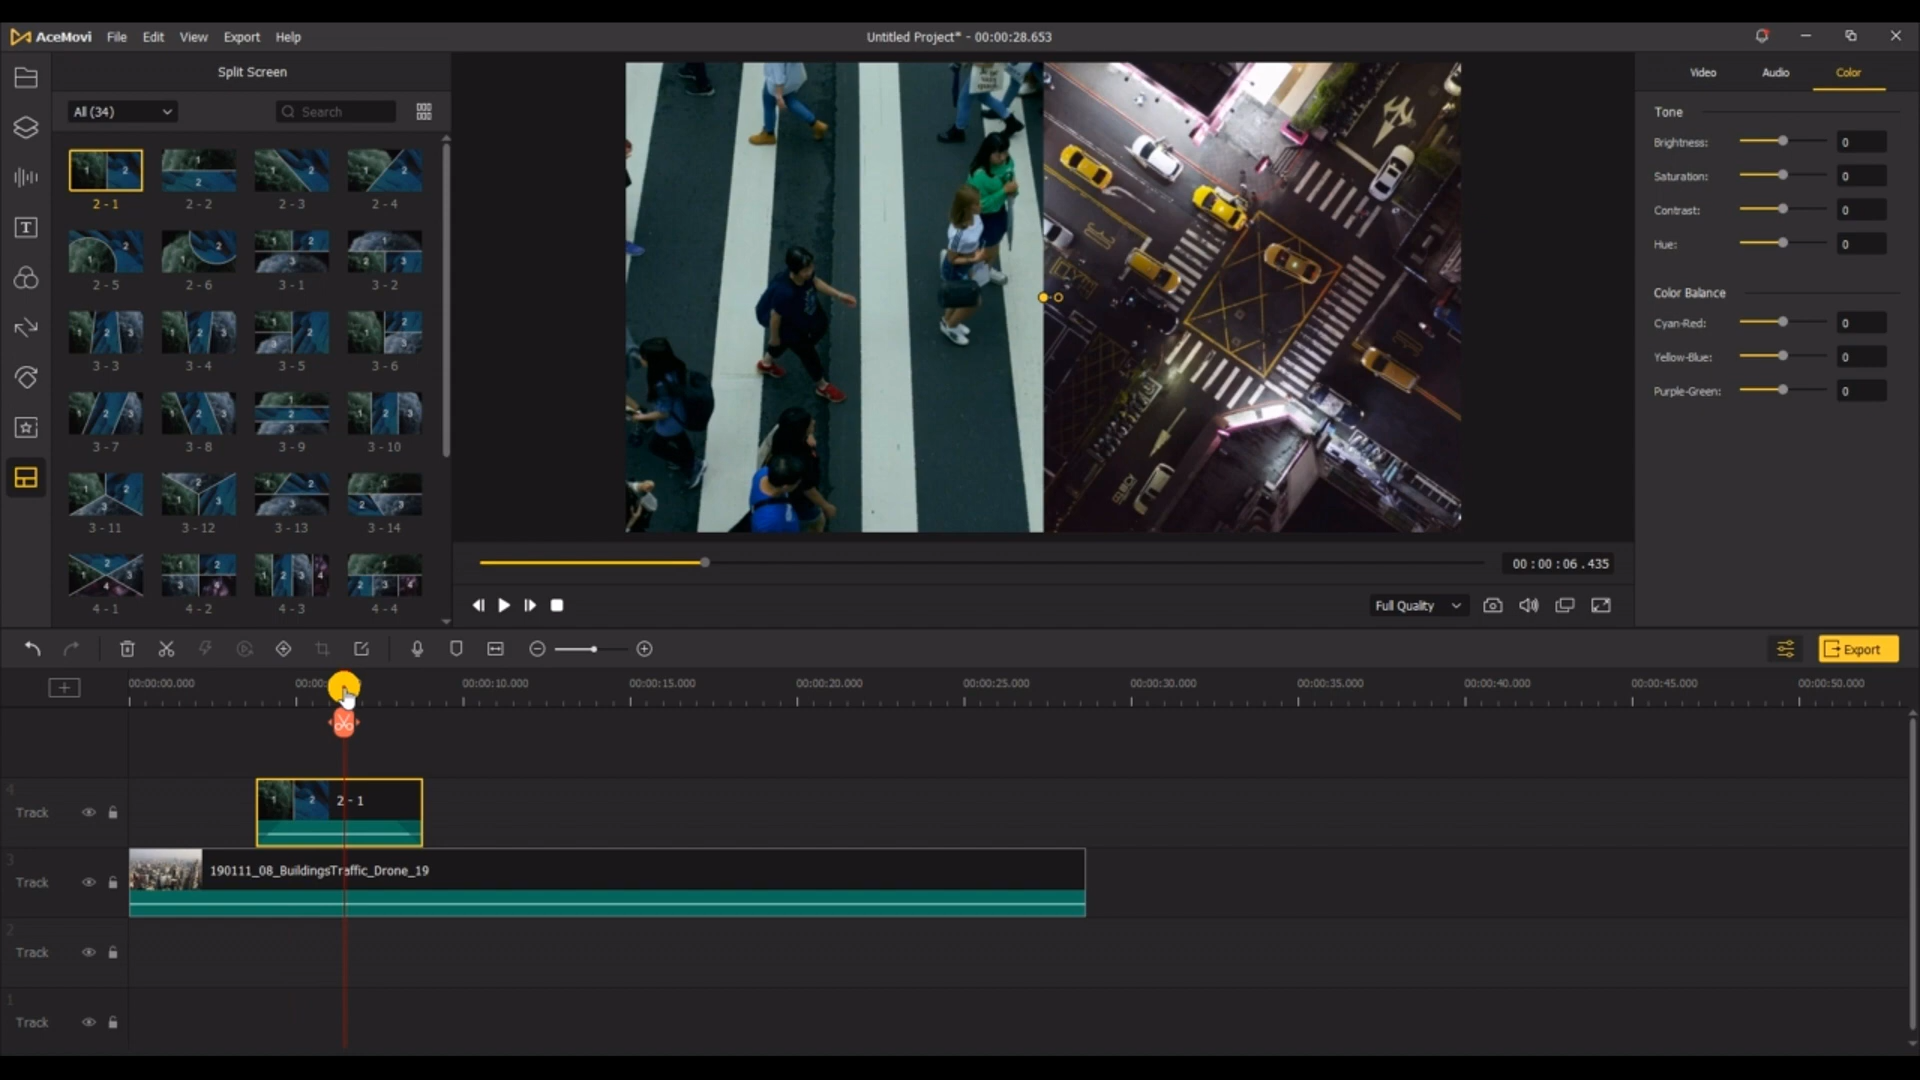 AceMovi File Edit View Export Help
Untitled Project* - 00:00:28.653
Split Screen
All (34)
Search
2 - 1 2 - 2 2 - 3 2 - 4
2 - 5 2 - 6 3 - 1 3 - 2
3 - 3 3 - 4 3 - 5 3 - 6
3 - 7 3 - 8 3 - 9 3 - 10
3 - 11 3 - 12 3 - 13 3 - 14
4 - 1 4 - 2 4 - 3 4 - 4
Video Audio Color
Tone
Brightness: 0
Saturation: 0
Contrast: 0
Hue: 0
Color Balance
Cyan-Red: 0
Yellow-Blue: 0
Purple-Green: 0
00 : 00 : 06 .435
Full Quality
Export
00:00:00.000 00:00: 00:00:10.000 00:00:15.000 00:00:20.000 00:00:25.000 00:00:30.000 00:00:35.000 00:00:40.000 00:00:45.000 00:00:50.000
4
Track
1 2 2 - 1
3
Track
190111_08_BuildingsTraffic_Drone_19
2
Track
1
Track